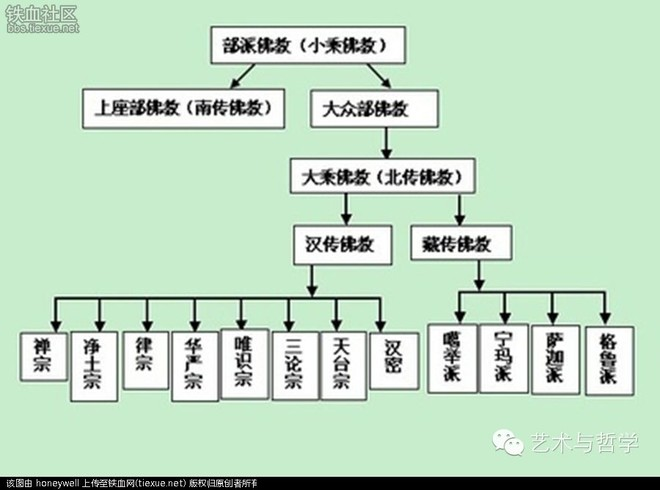 铁血社区
bbs.tiexue.net
部派佛教(小乘佛教)
上座部佛教(南传佛教)
大众部佛教
大乘佛教(北传佛教)
汉传佛教
藏传佛教
禅宗
净土宗
律宗
华严宗
唯识宗
三论宗
天台宗
汉密
噶举派
宁玛派
萨迦派
格鲁派
艺术与哲学
该图由 honeywell 上传至铁血网(tiexue.net) 版权归原创者所有